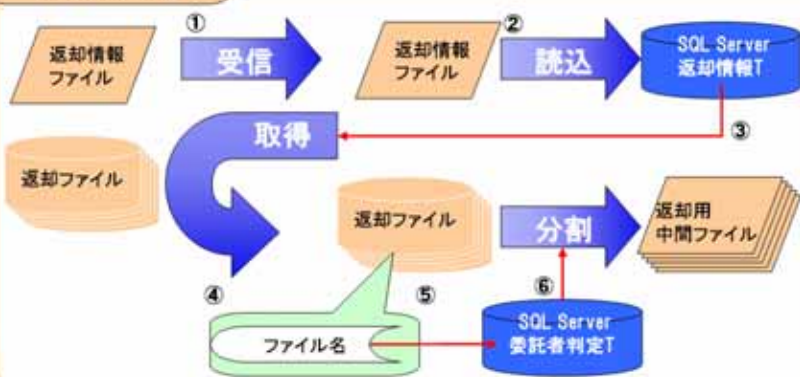 ①
②
返却情報
ファイル
受信
返却情報
ファイル
読込
SQL Server
返却情報T
③
取得
返却ファイル
返却ファイル
分割
返却用
中間ファイル
④
⑤
⑥
ファイル名
SQL Server
委託者判定T